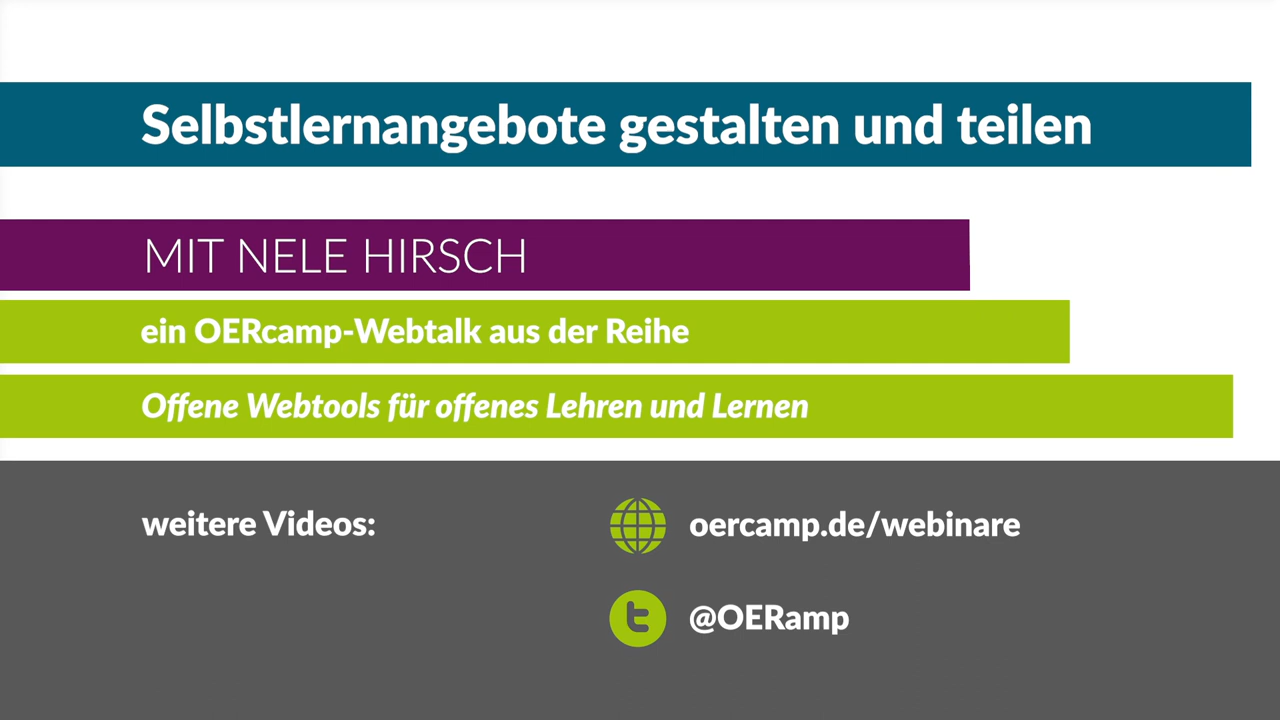 Selbstlernangebote gestalten und teilen
MIT NELE HIRSCH
ein OERcamp-Webtalk aus der Reihe
Offene Webtools für offenes Lehren und Lernen
weitere Videos:
oercamp.de/webinare
@OERamp